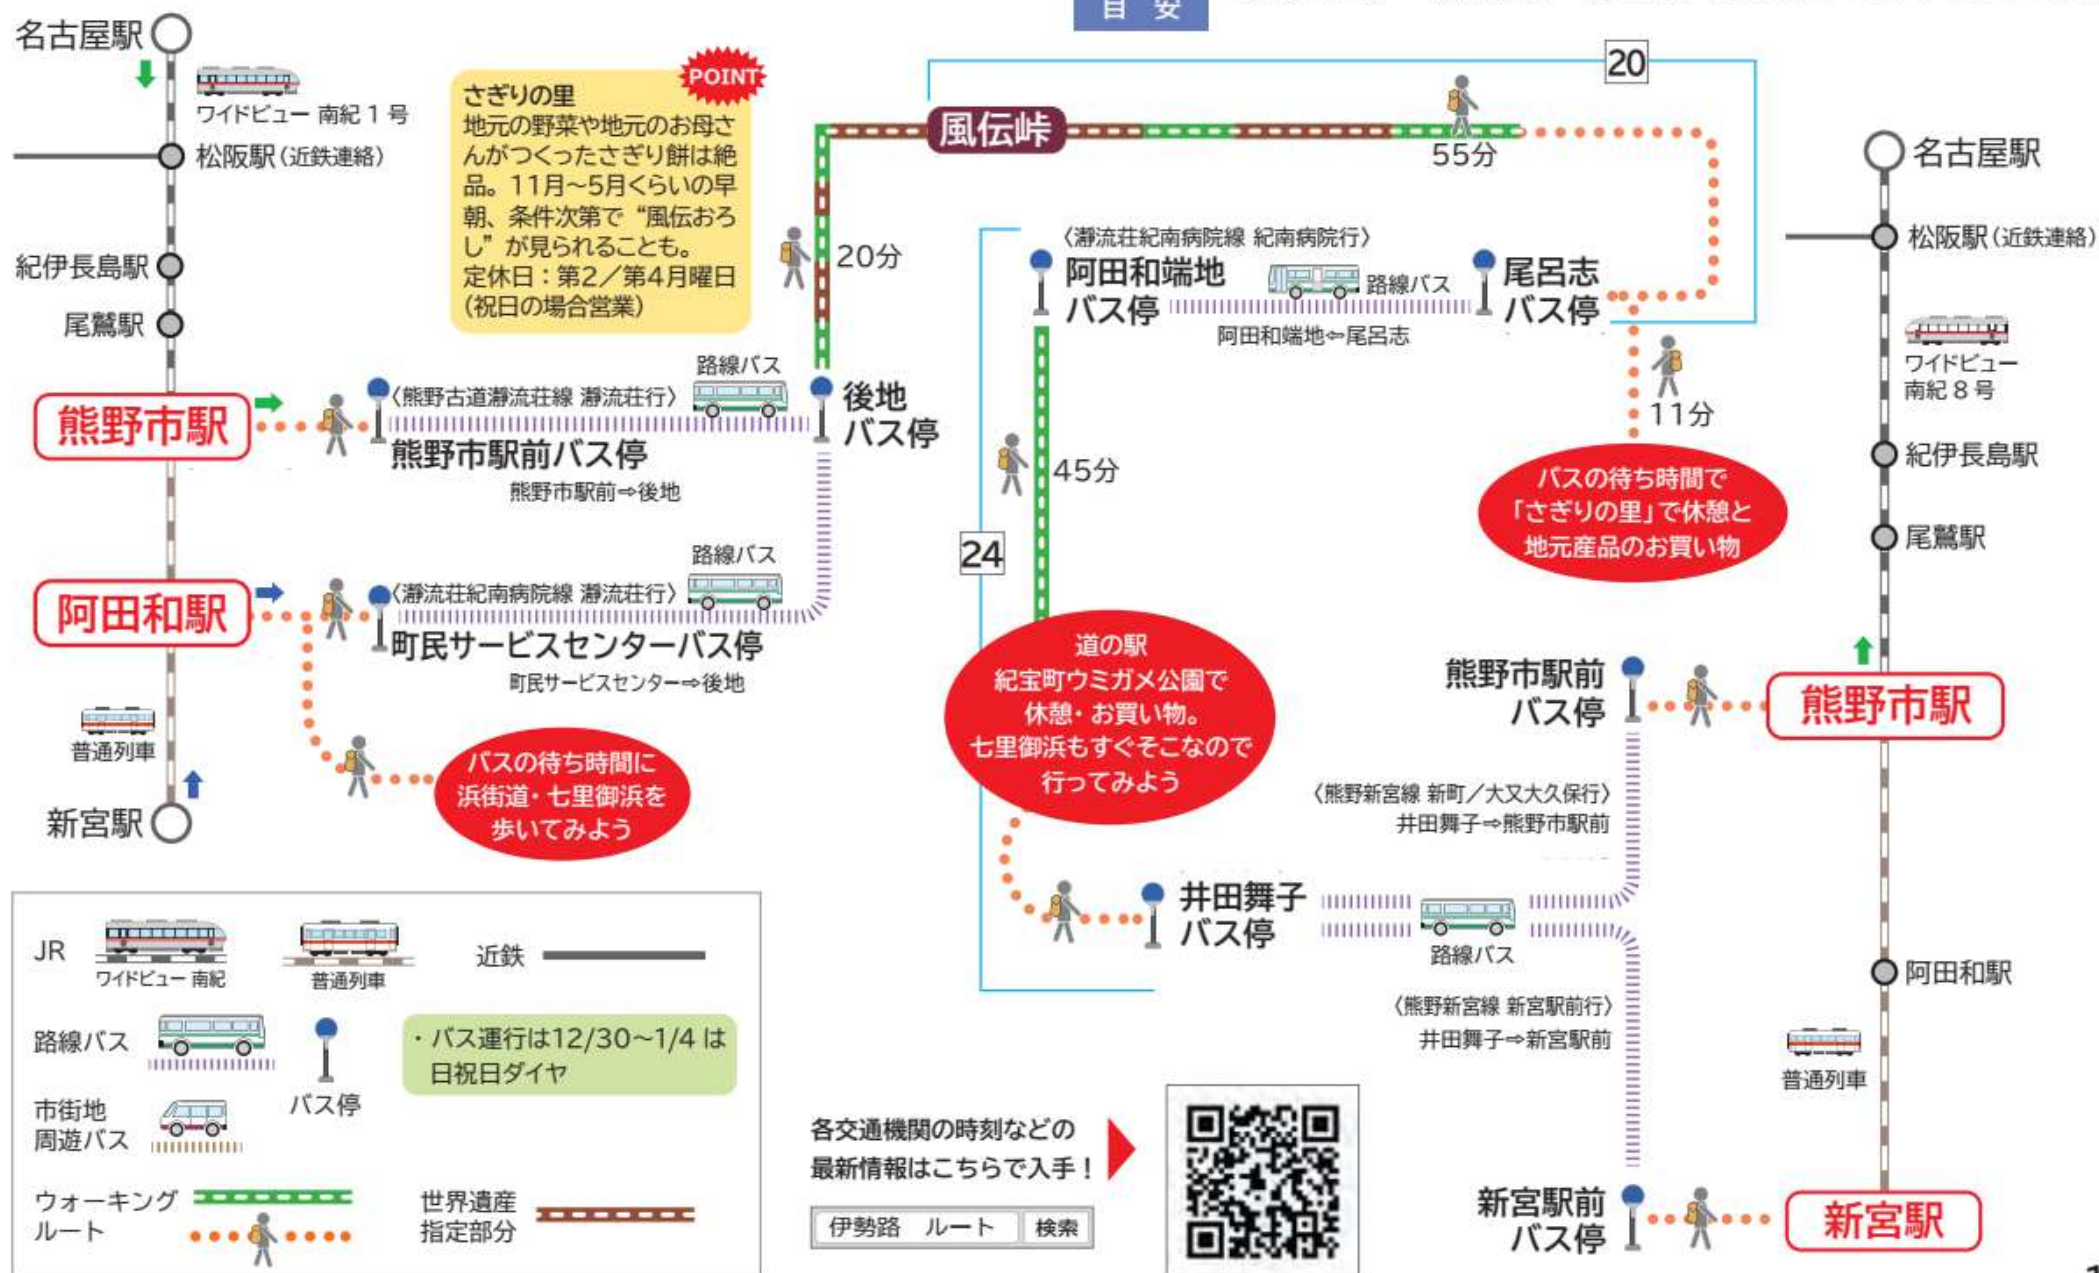 目 安
名古屋駅
ワイドビュー 南紀 1 号
松阪駅（近鉄連絡）
紀伊長島駅
尾鷲駅
熊野市駅
阿田和駅
普通列車
新宮駅
POINT
さぎりの里
地元の野菜や地元のお母さ
んがつくったさぎり餅は絶
品。11月～5月くらいの早
朝、条件次第で“風伝おろ
し”が見られることも。
定休日：第2／第4月曜日
（祝日の場合営業）
〈熊野古道瀞流荘線 瀞流荘行〉
路線バス
熊野市駅前バス停
熊野市駅前⇨後地
後地
バス停
〈瀞流荘紀南病院線 瀞流荘行〉
路線バス
町民サービスセンターバス停
町民サービスセンター⇨後地
バスの待ち時間に
浜街道・七里御浜を
歩いてみよう
20分
風伝峠
20
55分
〈瀞流荘紀南病院線 紀南病院行〉
阿田和端地
バス停
路線バス
阿田和端地⇦尾呂志
尾呂志
バス停
11分
バスの待ち時間で
「さぎりの里」で休憩と
地元産品のお買い物
45分
24
道の駅
紀宝町ウミガメ公園で
休憩・お買い物。
七里御浜もすぐそこなので
行ってみよう
井田舞子
バス停
路線バス
熊野市駅前
バス停
〈熊野新宮線 新町／大又大久保行〉
井田舞子⇨熊野市駅前
〈熊野新宮線 新宮駅前行〉
井田舞子⇨新宮駅前
新宮駅前
バス停
名古屋駅
松阪駅（近鉄連絡）
ワイドビュー
南紀 8 号
紀伊長島駅
尾鷲駅
熊野市駅
阿田和駅
普通列車
新宮駅
JR
ワイドビュー 南紀
普通列車
近鉄
路線バス
バス停
・バス運行は12/30～1/4 は
日祝日ダイヤ
市街地
周遊バス
ウォーキング
ルート
世界遺産
指定部分
各交通機関の時刻などの
最新情報はこちらで入手！
伊勢路　ルート
検索